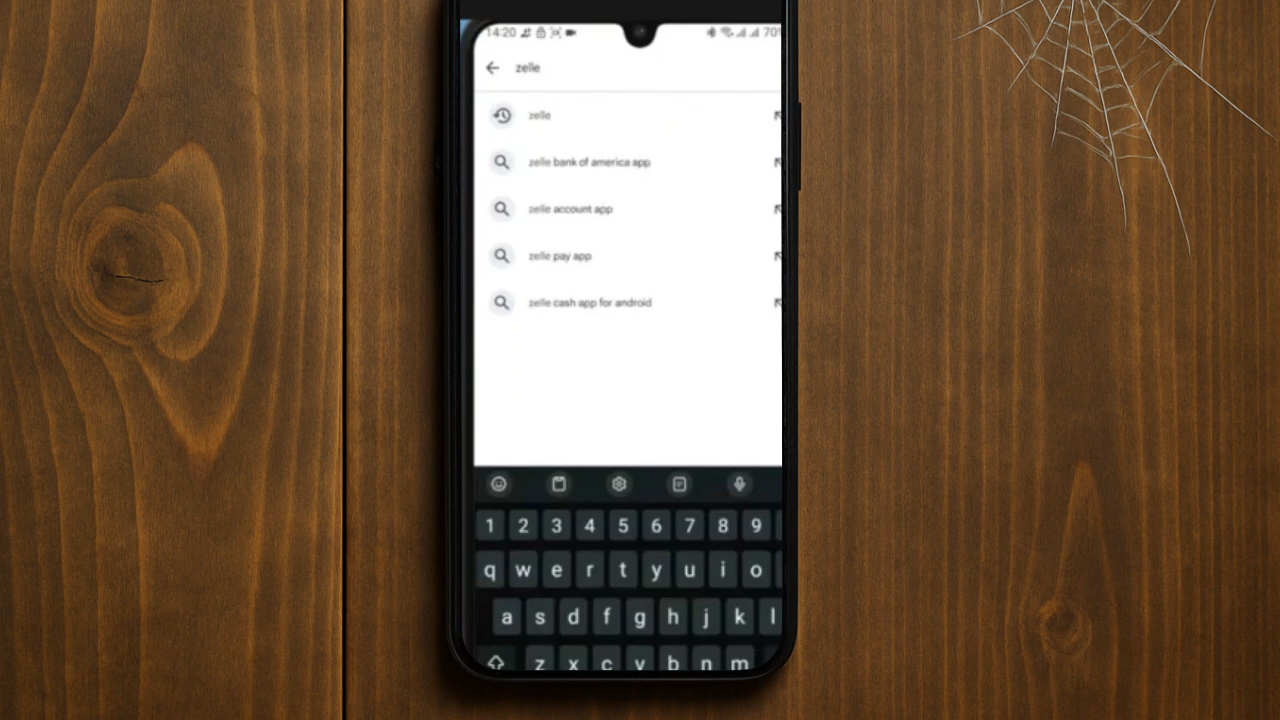 14:20 70%
zelle
zelle
zelle bank of america app
zelle account app
zelle pay app
zelle cash app for android
1 2 3 4 5 6 7 8 9
q w e r t y u i o
a s d f g h j k l
z x c v b n m